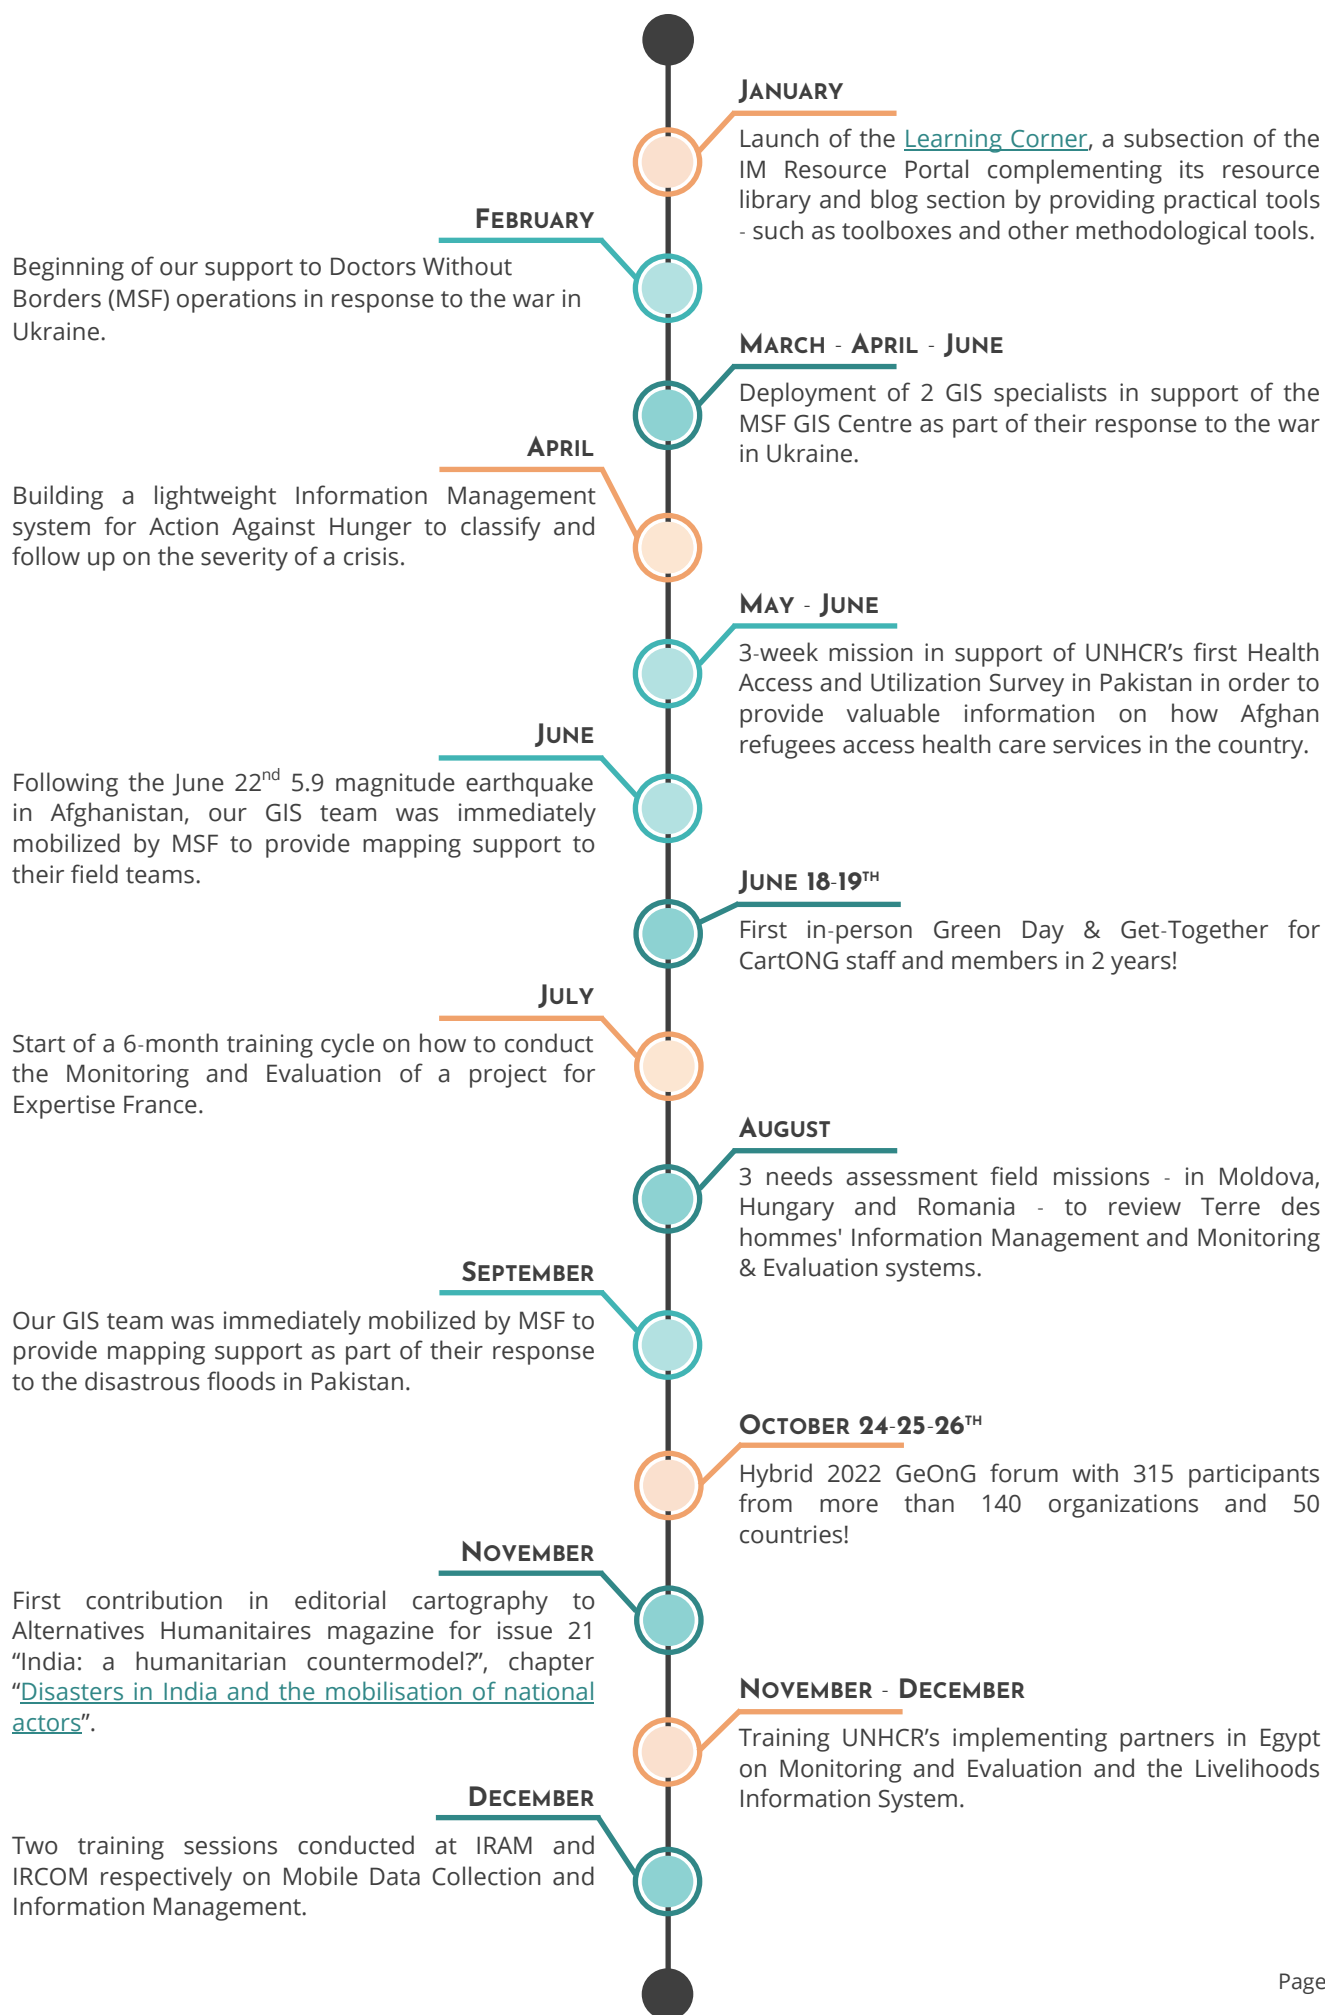 JANUARY
Launch of the Learning Corner, a subsection of the
IM Resource Portal complementing its resource
library and blog section by providing practical tools
- such as toolboxes and other methodological tools.
FEBRUARY
Beginning of our support to Doctors Without
Borders (MSF) operations in response to the war in
Ukraine.
MARCH - APRIL - JUNE
Deployment of 2 GIS specialists in support of the
MSF GIS Centre as part of their response to the war
in Ukraine.
APRIL
Building a lightweight Information Management
system for Action Against Hunger to classify and
follow up on the severity of a crisis.
MAY - JUNE
3-week mission in support of UNHCR’s first Health
Access and Utilization Survey in Pakistan in order to
provide valuable information on how Afghan
refugees access health care services in the country.
JUNE
Following the June 22nd 5.9 magnitude earthquake
in Afghanistan, our GIS team was immediately
mobilized by MSF to provide mapping support to
their field teams.
JUNE 18-19TH
First in-person Green Day & Get-Together for
CartONG staff and members in 2 years!
JULY
Start of a 6-month training cycle on how to conduct
the Monitoring and Evaluation of a project for
Expertise France.
AUGUST
3 needs assessment field missions - in Moldova,
Hungary and Romania - to review Terre des
hommes' Information Management and Monitoring
& Evaluation systems.
SEPTEMBER
Our GIS team was immediately mobilized by MSF to
provide mapping support as part of their response
to the disastrous floods in Pakistan.
OCTOBER 24-25-26TH
Hybrid 2022 GeOnG forum with 315 participants
from more than 140 organizations and 50
countries!
NOVEMBER
First contribution in editorial cartography to
Alternatives Humanitaires magazine for issue 21
“India: a humanitarian countermodel?”, chapter
“Disasters in India and the mobilisation of national
actors”.
NOVEMBER - DECEMBER
Training UNHCR’s implementing partners in Egypt
on Monitoring and Evaluation and the Livelihoods
Information System.
DECEMBER
Two training sessions conducted at IRAM and
IRCOM respectively on Mobile Data Collection and
Information Management.
Page